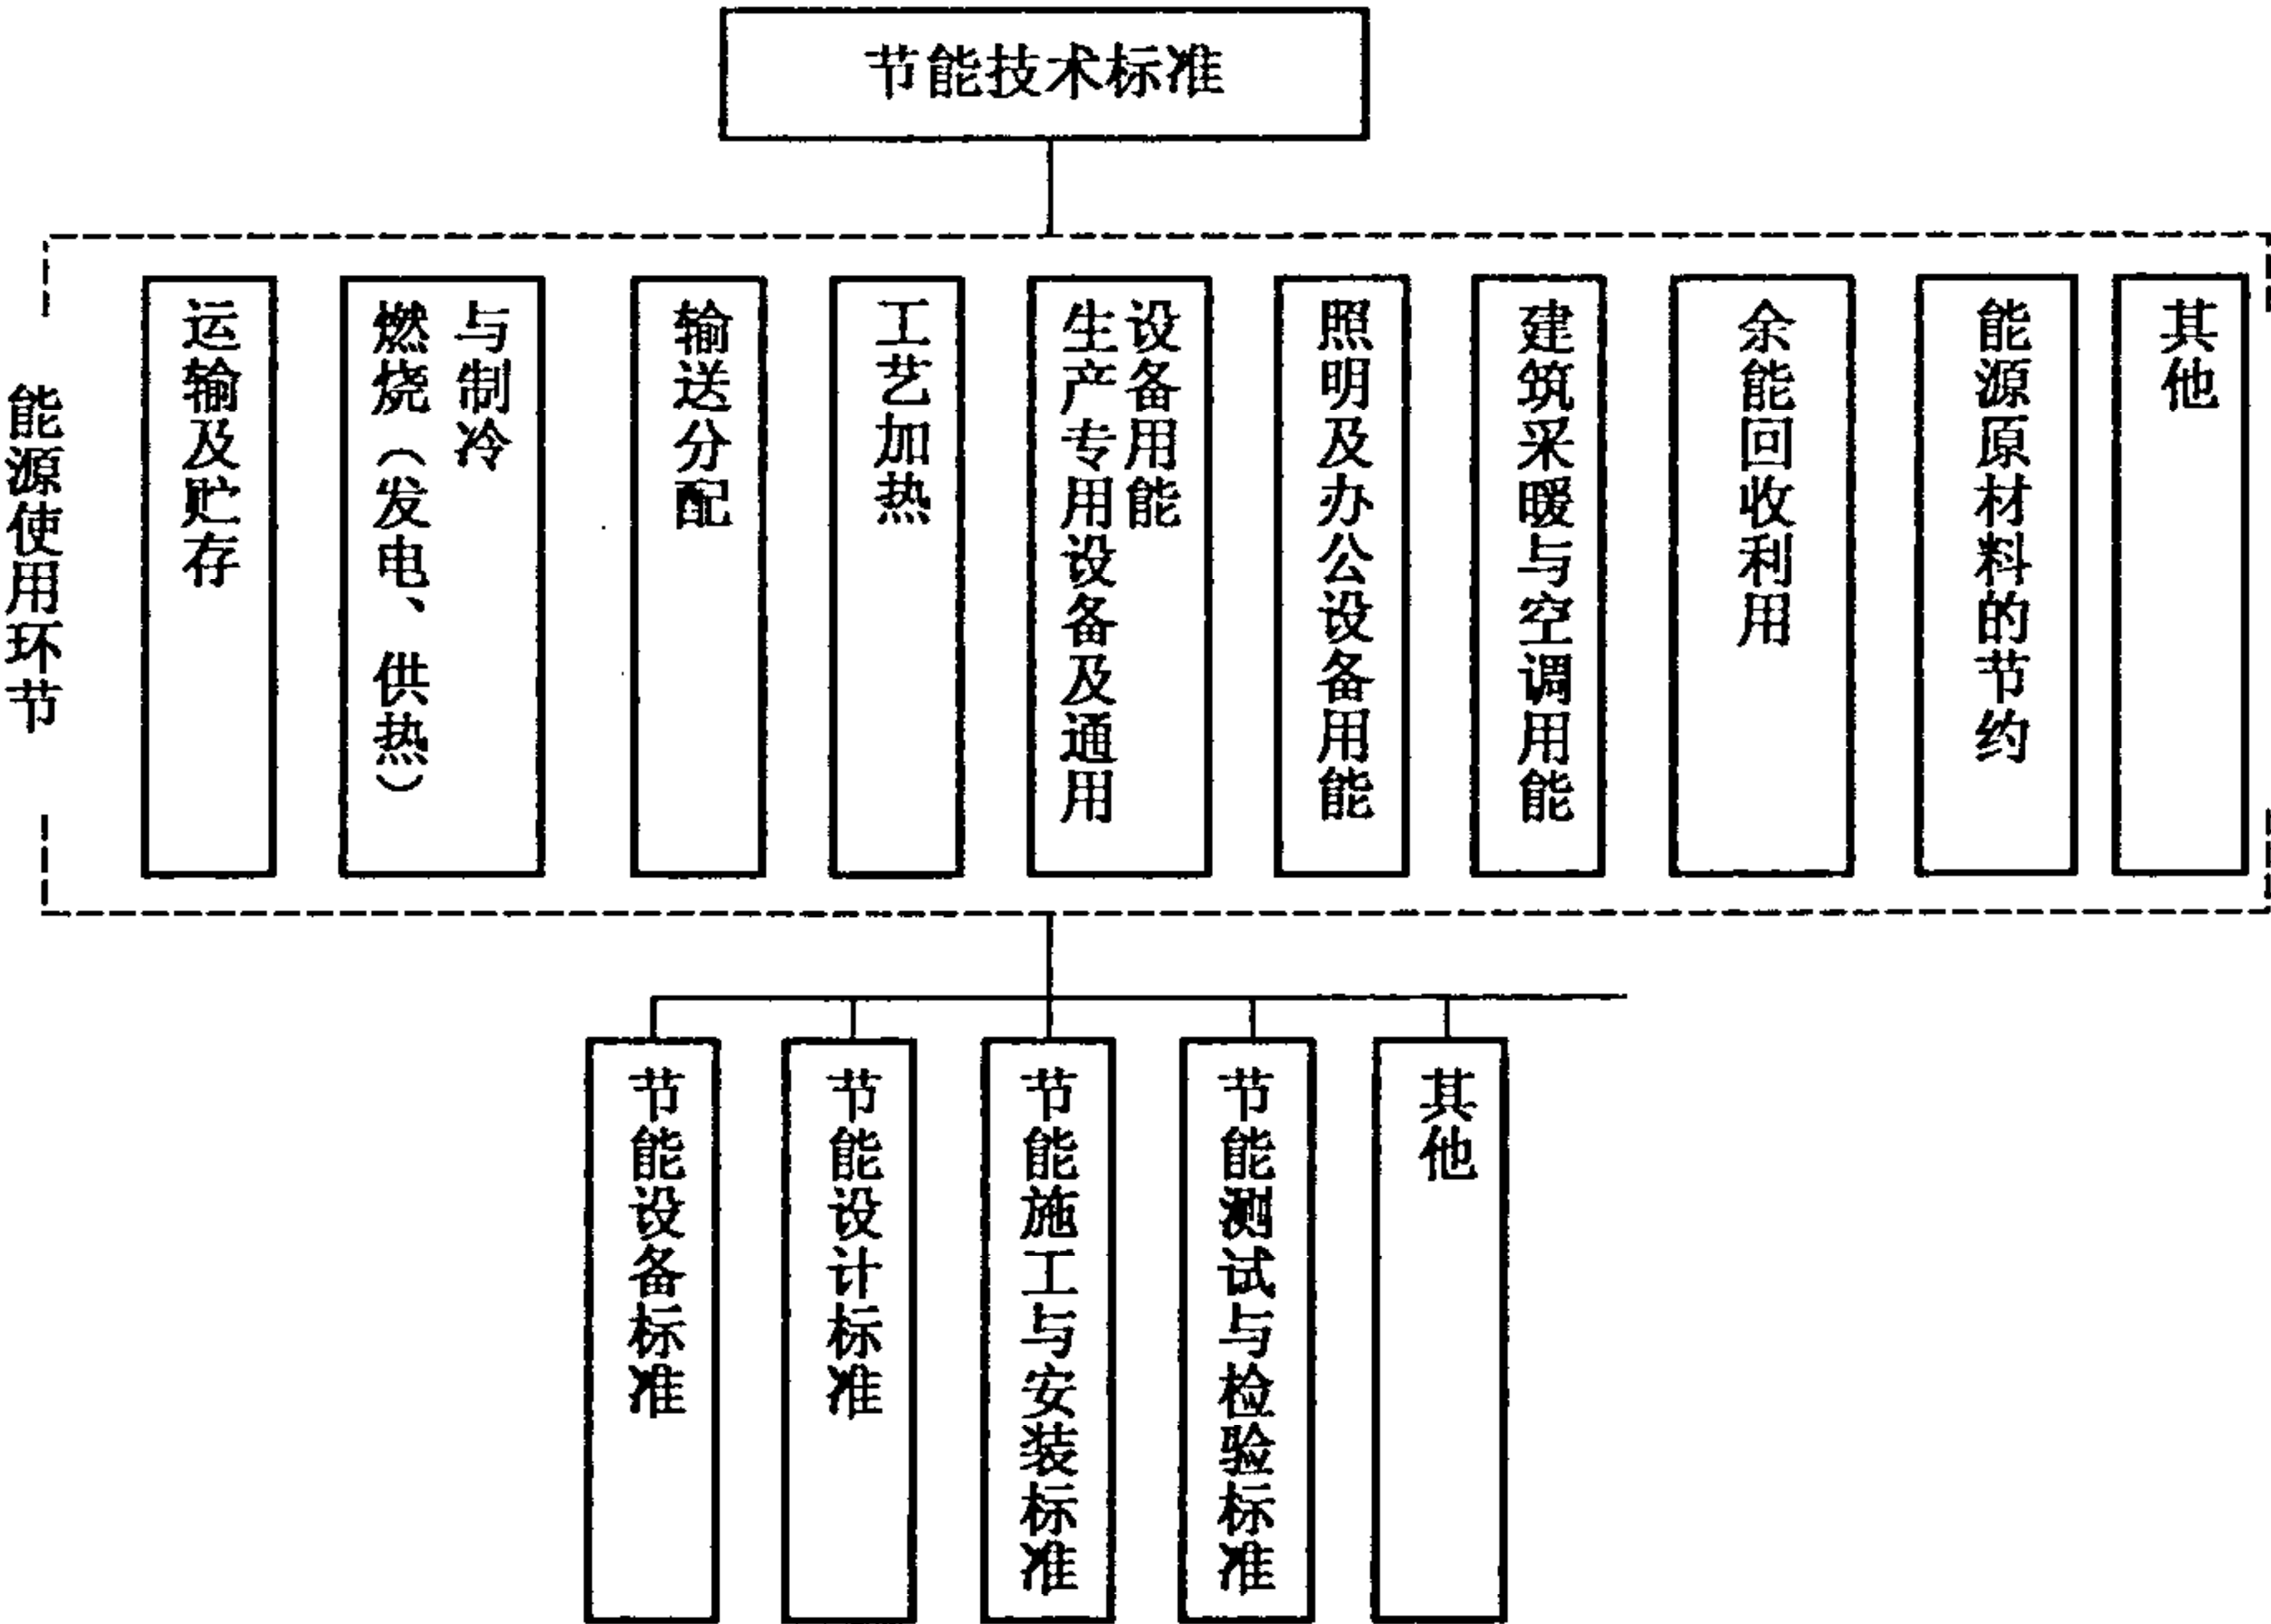 节能技术标准
能源使用环节
运输及贮存
燃烧（发电、供热）
与制冷
输送分配
工艺加热
生产专用设备及通用
设备用能
照明及办公设备用能
建筑采暖与空调用能
余能回收利用
能源原材料的节约
其他
节能设备标准
节能设计标准
节能施工与安装标准
节能测试与检验标准
其他